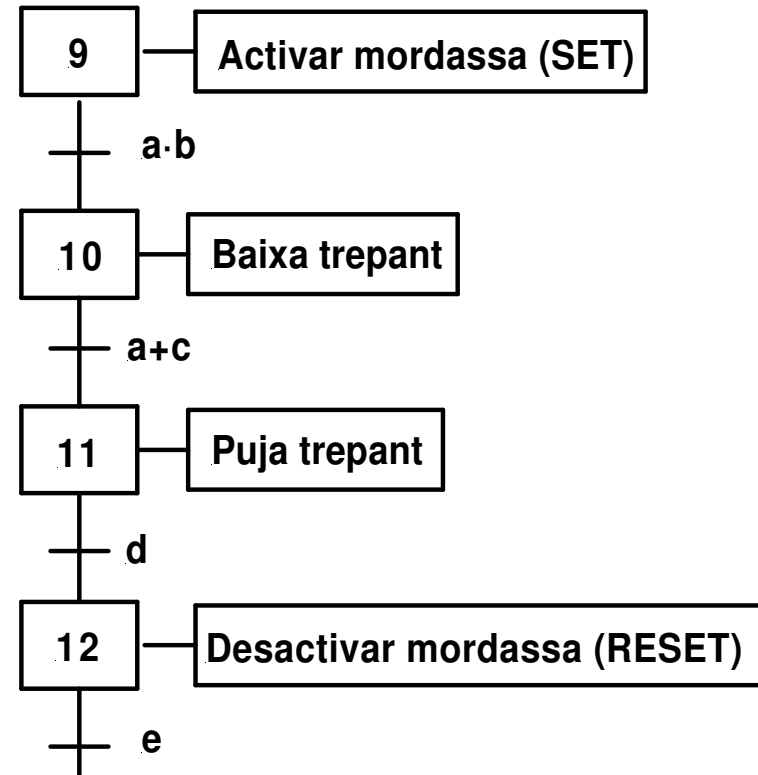 9
Activar mordassa (SET)
a·b
10
Baixa trepant
a+c
11
Puja trepant
d
12
Desactivar mordassa (RESET)
e